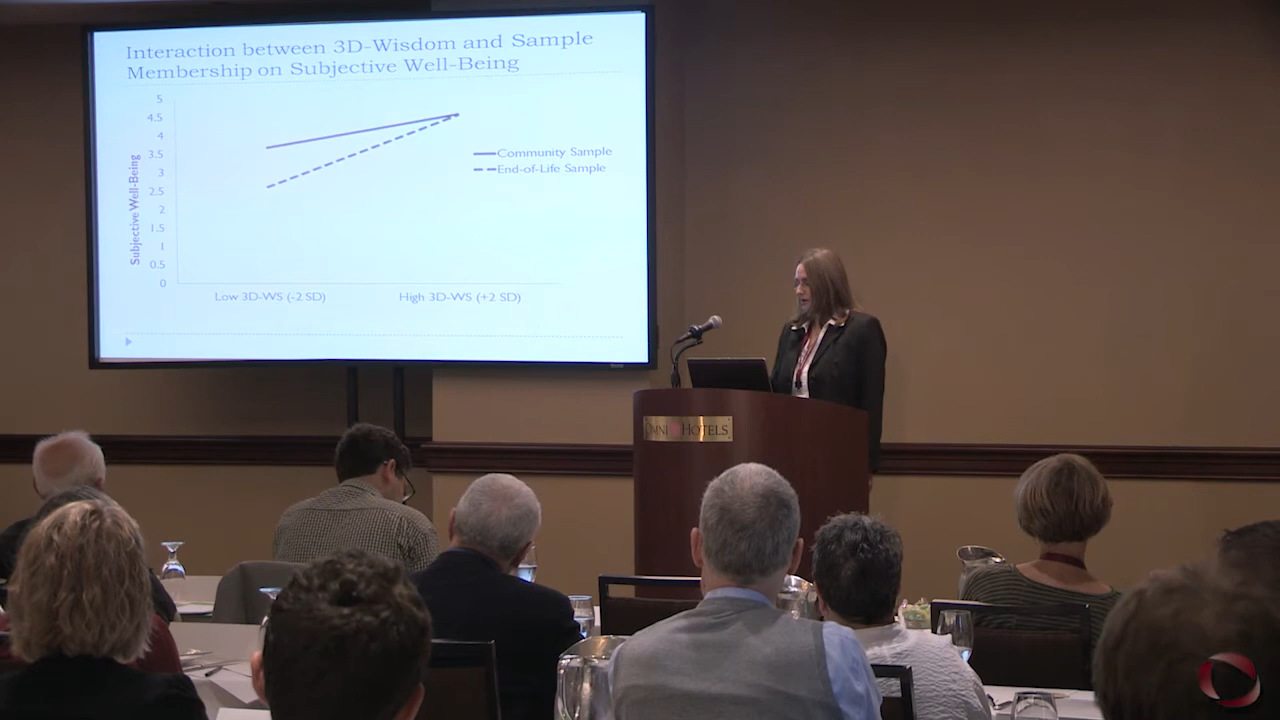 Interaction between 3D-Wisdom and Sample
Membership on Subjective Well-Being
5
4.5
4
3.5
3
2.5
2
1.5
1
0.5
0
Subjective Well-Being
Community Sample
End-of-Life Sample
Low 3D-WS (-2 SD)
High 3D-WS (+2 SD)
OMNI HOTELS